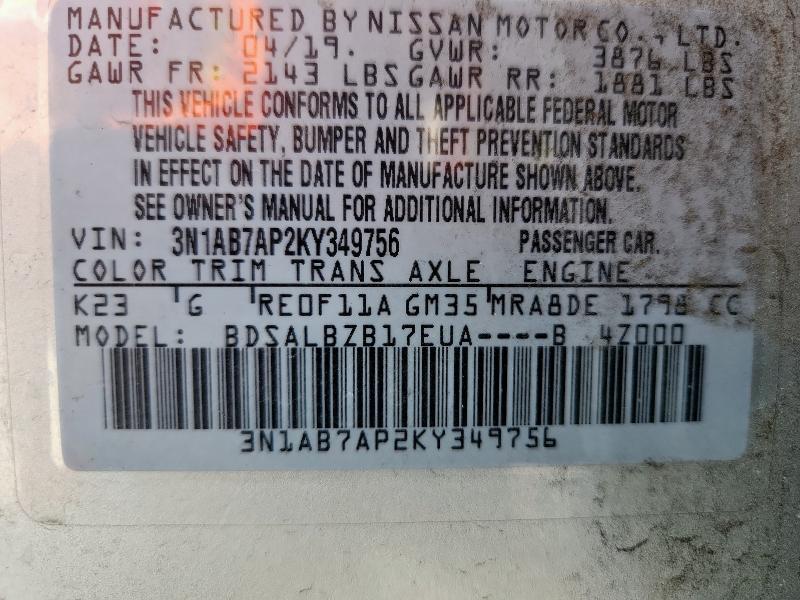 MANUFACTURED BY NISSAN MOTOR CO., LTD.
DATE: 04/19. GVWR: 3876 LBS
GAWR FR: 2143 LBS GAWR RR: 1881 LBS
THIS VEHICLE CONFORMS TO ALL APPLICABLE FEDERAL MOTOR
VEHICLE SAFETY, BUMPER AND THEFT PREVENTION STANDARDS
IN EFFECT ON THE DATE OF MANUFACTURE SHOWN ABOVE.
SEE OWNER'S MANUAL FOR ADDITIONAL INFORMATION.
VIN: 3N1AB7AP2KY349756 PASSENGER CAR.
COLOR TRIM TRANS AXLE ENGINE
K23 G RE0F11A GM35 MRA8DE 1798 CC
MODEL: BDSALBZB17EUA----B 4Z000
3N1AB7AP2KY349756